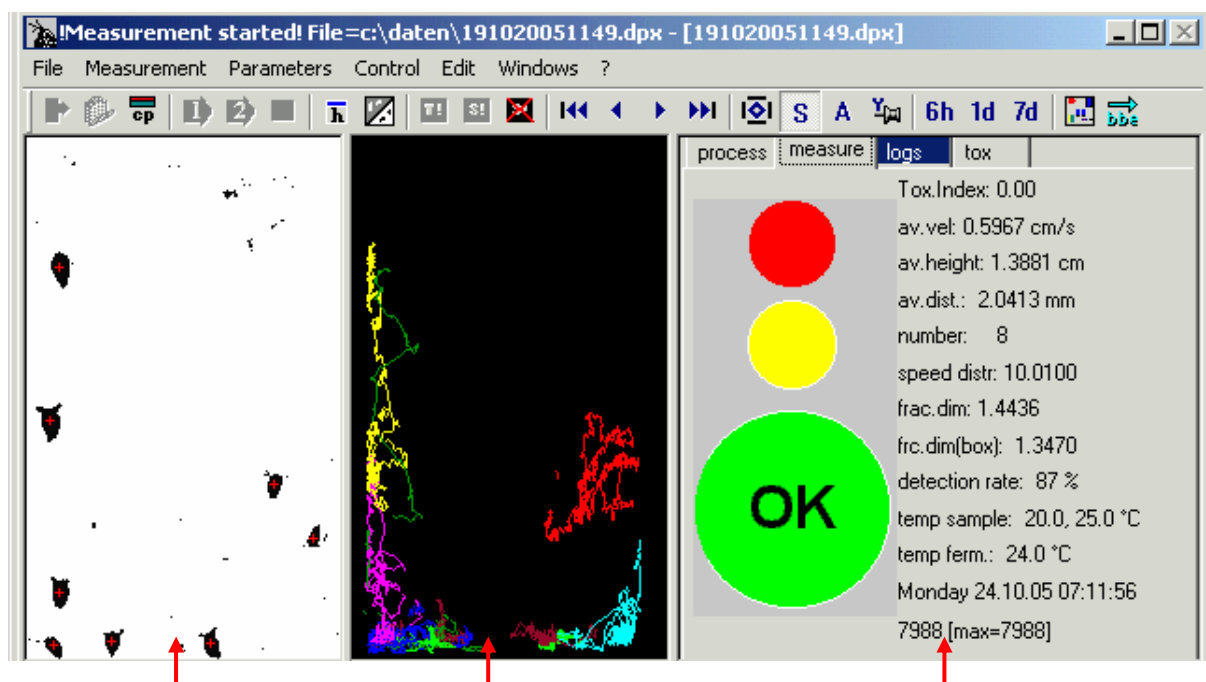 !Measurement started! File=c:\daten\191020051149.dpx - [191020051149.dpx]
File Measurement Parameters Control Edit Windows ?
cp 1 2 h T! S! I◄◄ ◄ ► ►►I S A Y 6h 1d 7d bbe
process measure logs tox
Tox.Index: 0.00
av.vel: 0.5967 cm/s
av.height: 1.3881 cm
av.dist.: 2.0413 mm
number: 8
speed distr: 10.0100
frac.dim: 1.4436
frc.dim(box): 1.3470
detection rate: 87 %
OK
temp sample: 20.0, 25.0 °C
temp ferm.: 24.0 °C
Monday 24.10.05 07:11:56
7988 [max=7988]